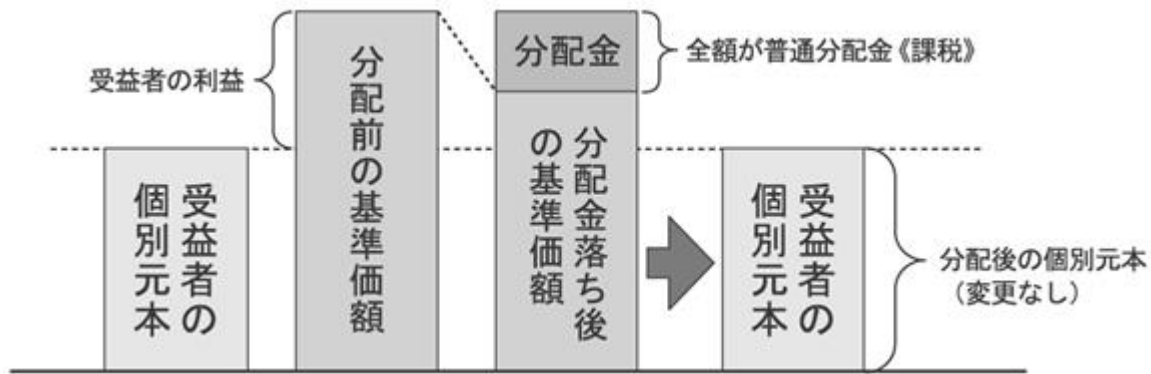 受益者の利益
受益者の
個別元本
分配前の基準価額
分配金
全額が普通分配金《課税》
分配金落ち後
の基準価額
受益者の
個別元本
分配後の個別元本
（変更なし）